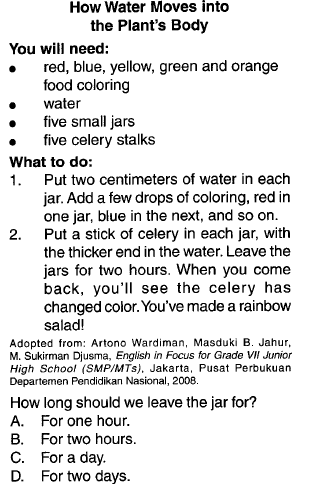 How Water Moves into
the Plant's Body
You will need:
• red, blue, yellow, green and orange
food coloring
• water
• five small jars
• five celery stalks
What to do:
1. Put two centimeters of water in each
jar. Add a few drops of coloring, red in
one jar, blue in the next, and so on.
2. Put a stick of celery in each jar, with
the thicker end in the water. Leave the
jars for two hours. When you come
back, you'll see the celery has
changed color. You've made a rainbow
salad!
Adopted from: Artono Wardiman, Masduki B. Jahur,
M. Sukirman Djusma, English in Focus for Grade VII Junior
High School (SMP/MTs), Jakarta, Pusat Perbukuan
Departemen Pendidikan Nasional, 2008.
How long should we leave the jar for?
A. For one hour.
B. For two hours.
C. For a day.
D. For two days.